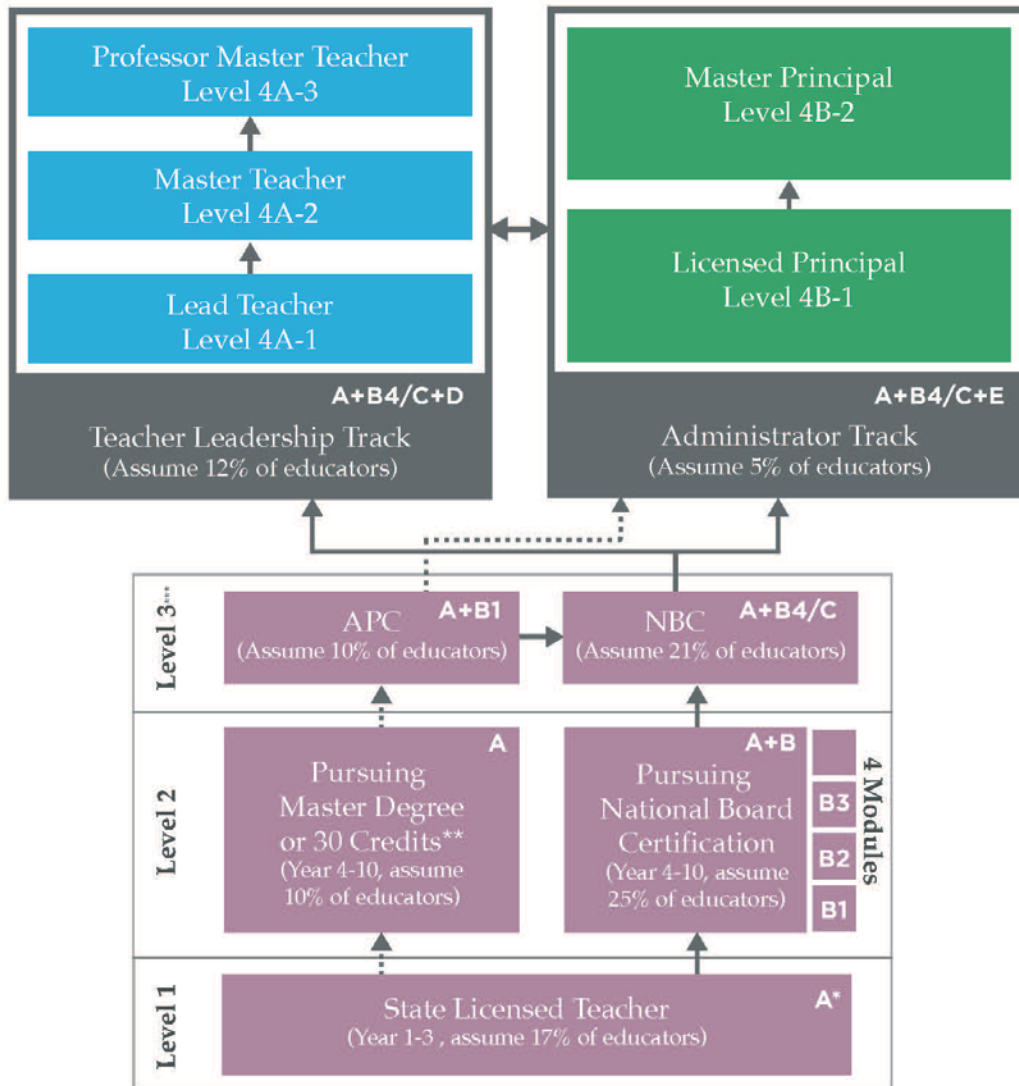 Professor Master Teacher
Level 4A-3
Master Teacher
Level 4A-2
Lead Teacher
Level 4A-1
A+B4/C+D
Teacher Leadership Track
(Assume 12% of educators)
Master Principal
Level 4B-2
Licensed Principal
Level 4B-1
A+B4/C+E
Administrator Track
(Assume 5% of educators)
Level 3***
A+B1
APC
(Assume 10% of educators)
A+B4/C
NBC
(Assume 21% of educators)
Level 2
A
Pursuing
Master Degree
or 30 Credits**
(Year 4-10, assume
10% of educators)
A+B
Pursuing
National Board
Certification
(Year 4-10, assume
25% of educators)
B3
B2
B1
4 Modules
Level 1
A*
State Licensed Teacher
(Year 1-3 , assume 17% of educators)